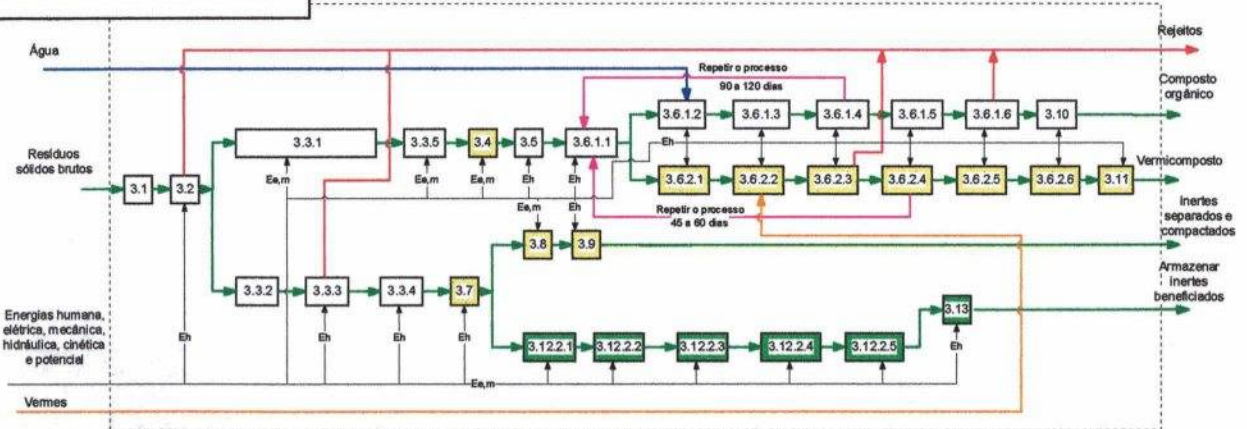 Rejeitos
Água
Repetir o processo
90 a 120 dias
Composto
orgânico
3.6.1.2
3.6.1.3
3.6.1.4
3.6.1.5
3.6.1.6
3.10
3.3.1
3.3.5
3.4
3.5
3.6.1.1
Eh
Resíduos
sólidos brutos
Vermicomposto
3.1
3.2
Ee,m
Ee,m
Ee,m
Eh
Eh
3.6.2.1
3.6.2.2
3.6.2.3
3.6.2.4
3.6.2.5
3.6.2.6
3.11
Ee,m
Eh
Repetir o processo
45 a 60 dias
Inertes
separados e
compactados
3.8
3.9
Armazenar
inertes
beneficiados
3.3.2
3.3.3
3.3.4
3.7
3.13
Energias humana,
elétrica, mecânica,
hidráulica, cinética
e potencial
Eh
Eh
Eh
Eh
3.12.2.1
3.12.2.2
3.12.2.3
3.12.2.4
3.12.2.5
Eh
Ee,m
Vermes